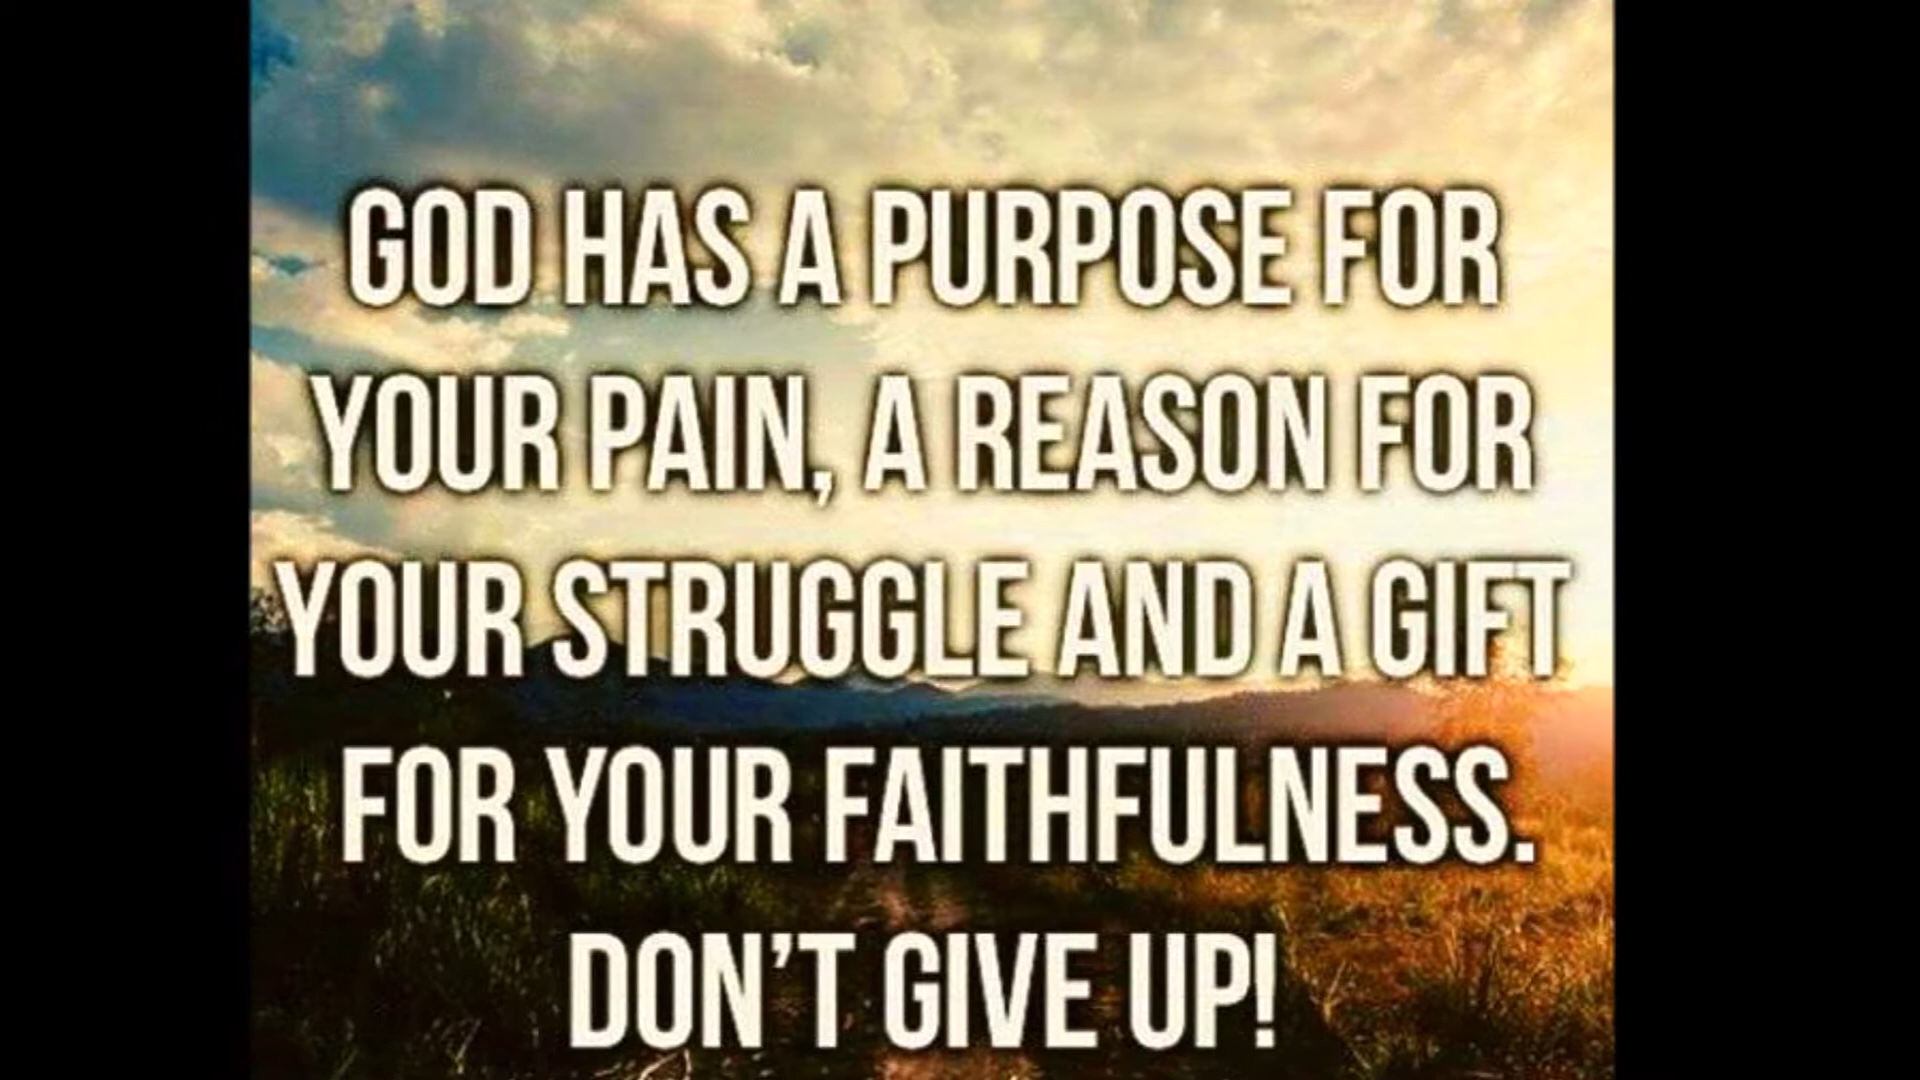 GOD HAS A PURPOSE FOR
YOUR PAIN, A REASON FOR
YOUR STRUGGLE AND A GIFT
FOR YOUR FAITHFULNESS.
DON'T GIVE UP!